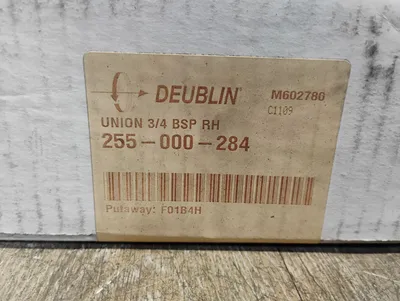 DEUBLIN® M602780
C1109
UNION 3/4 BSP RH
255-000-284
Putaway: F01B4H